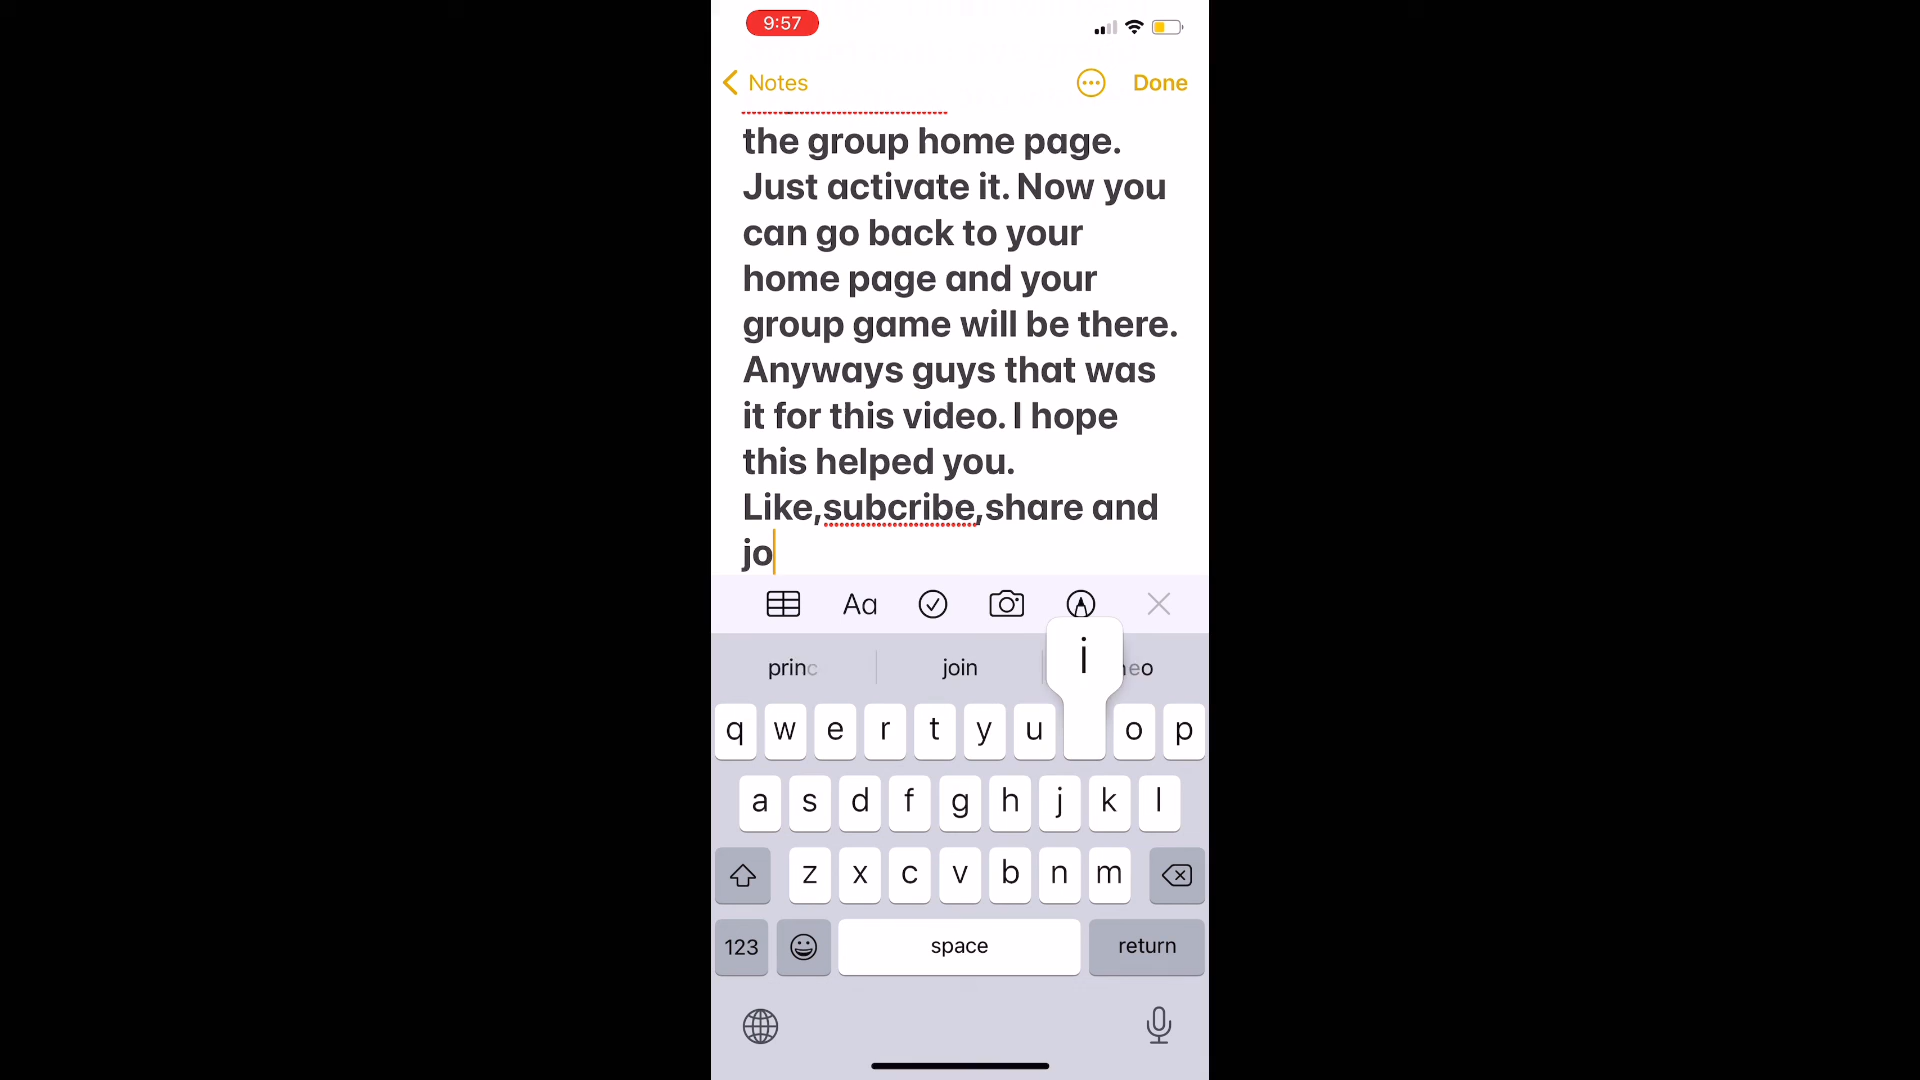 9:57
Notes
Done
the group home page.
Just activate it. Now you
can go back to your
home page and your
group game will be there.
Anyways guys that was
it for this video. I hope
this helped you.
Like,subcribe,share and
jo
Aa
i
princ join eo
q w e r t y u o p
a s d f g h j k l
z x c v b n m
123 space return